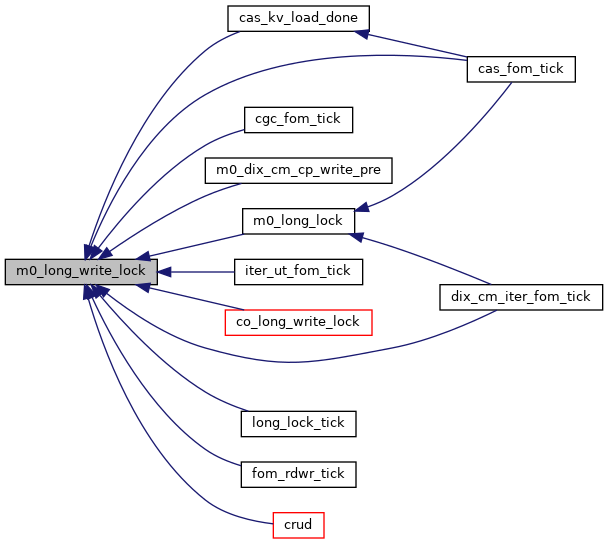 cas_kv_load_done
cas_fom_tick
cgc_fom_tick
m0_dix_cm_cp_write_pre
m0_long_lock
m0_long_write_lock
iter_ut_fom_tick
dix_cm_iter_fom_tick
co_long_write_lock
long_lock_tick
fom_rdwr_tick
crud